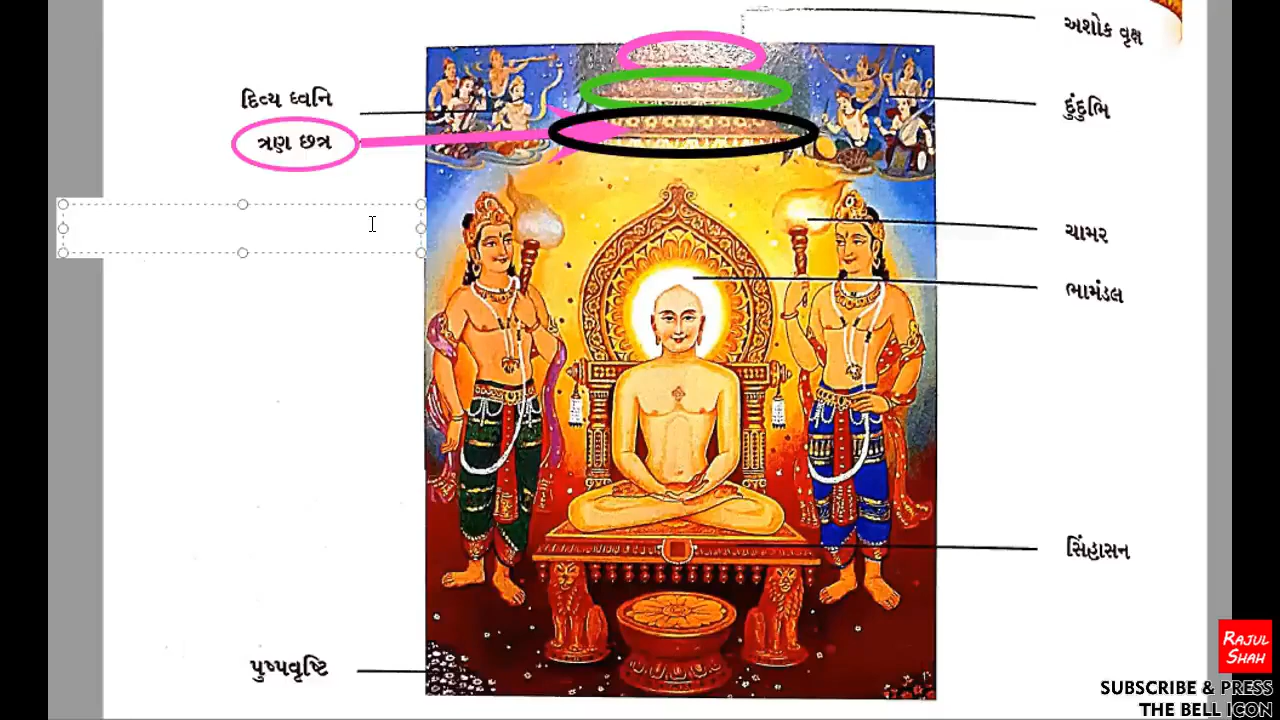 અશોક વૃક્ષ
દિવ્ય ધ્વનિ
દુંદુભિ
ત્રણ છત્ર
ચામર
ભામંડલ
સિંહાસન
પુષ્પવૃષ્ટિ
RAJUL
SHAH
SUBSCRIBE & PRESS
THE BELL ICON